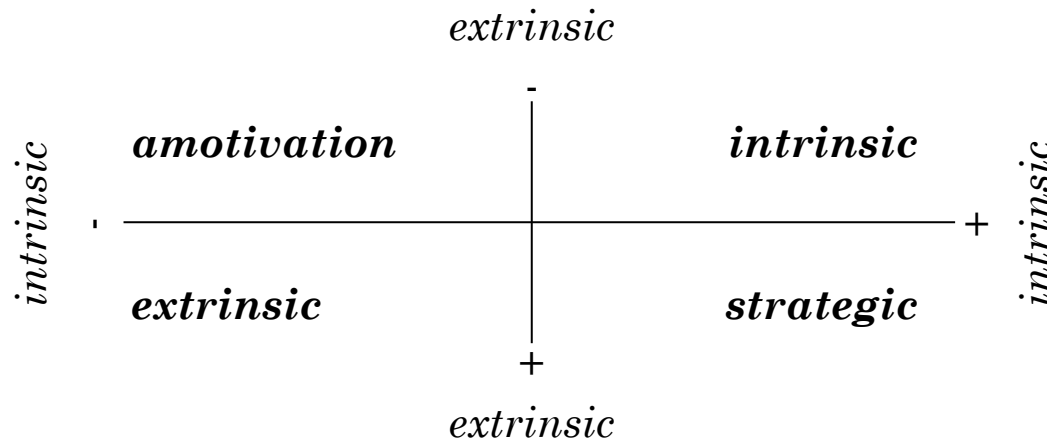 extrinsic
-
amotivation intrinsic
intrinsic - + intrinsic
extrinsic strategic
+
extrinsic